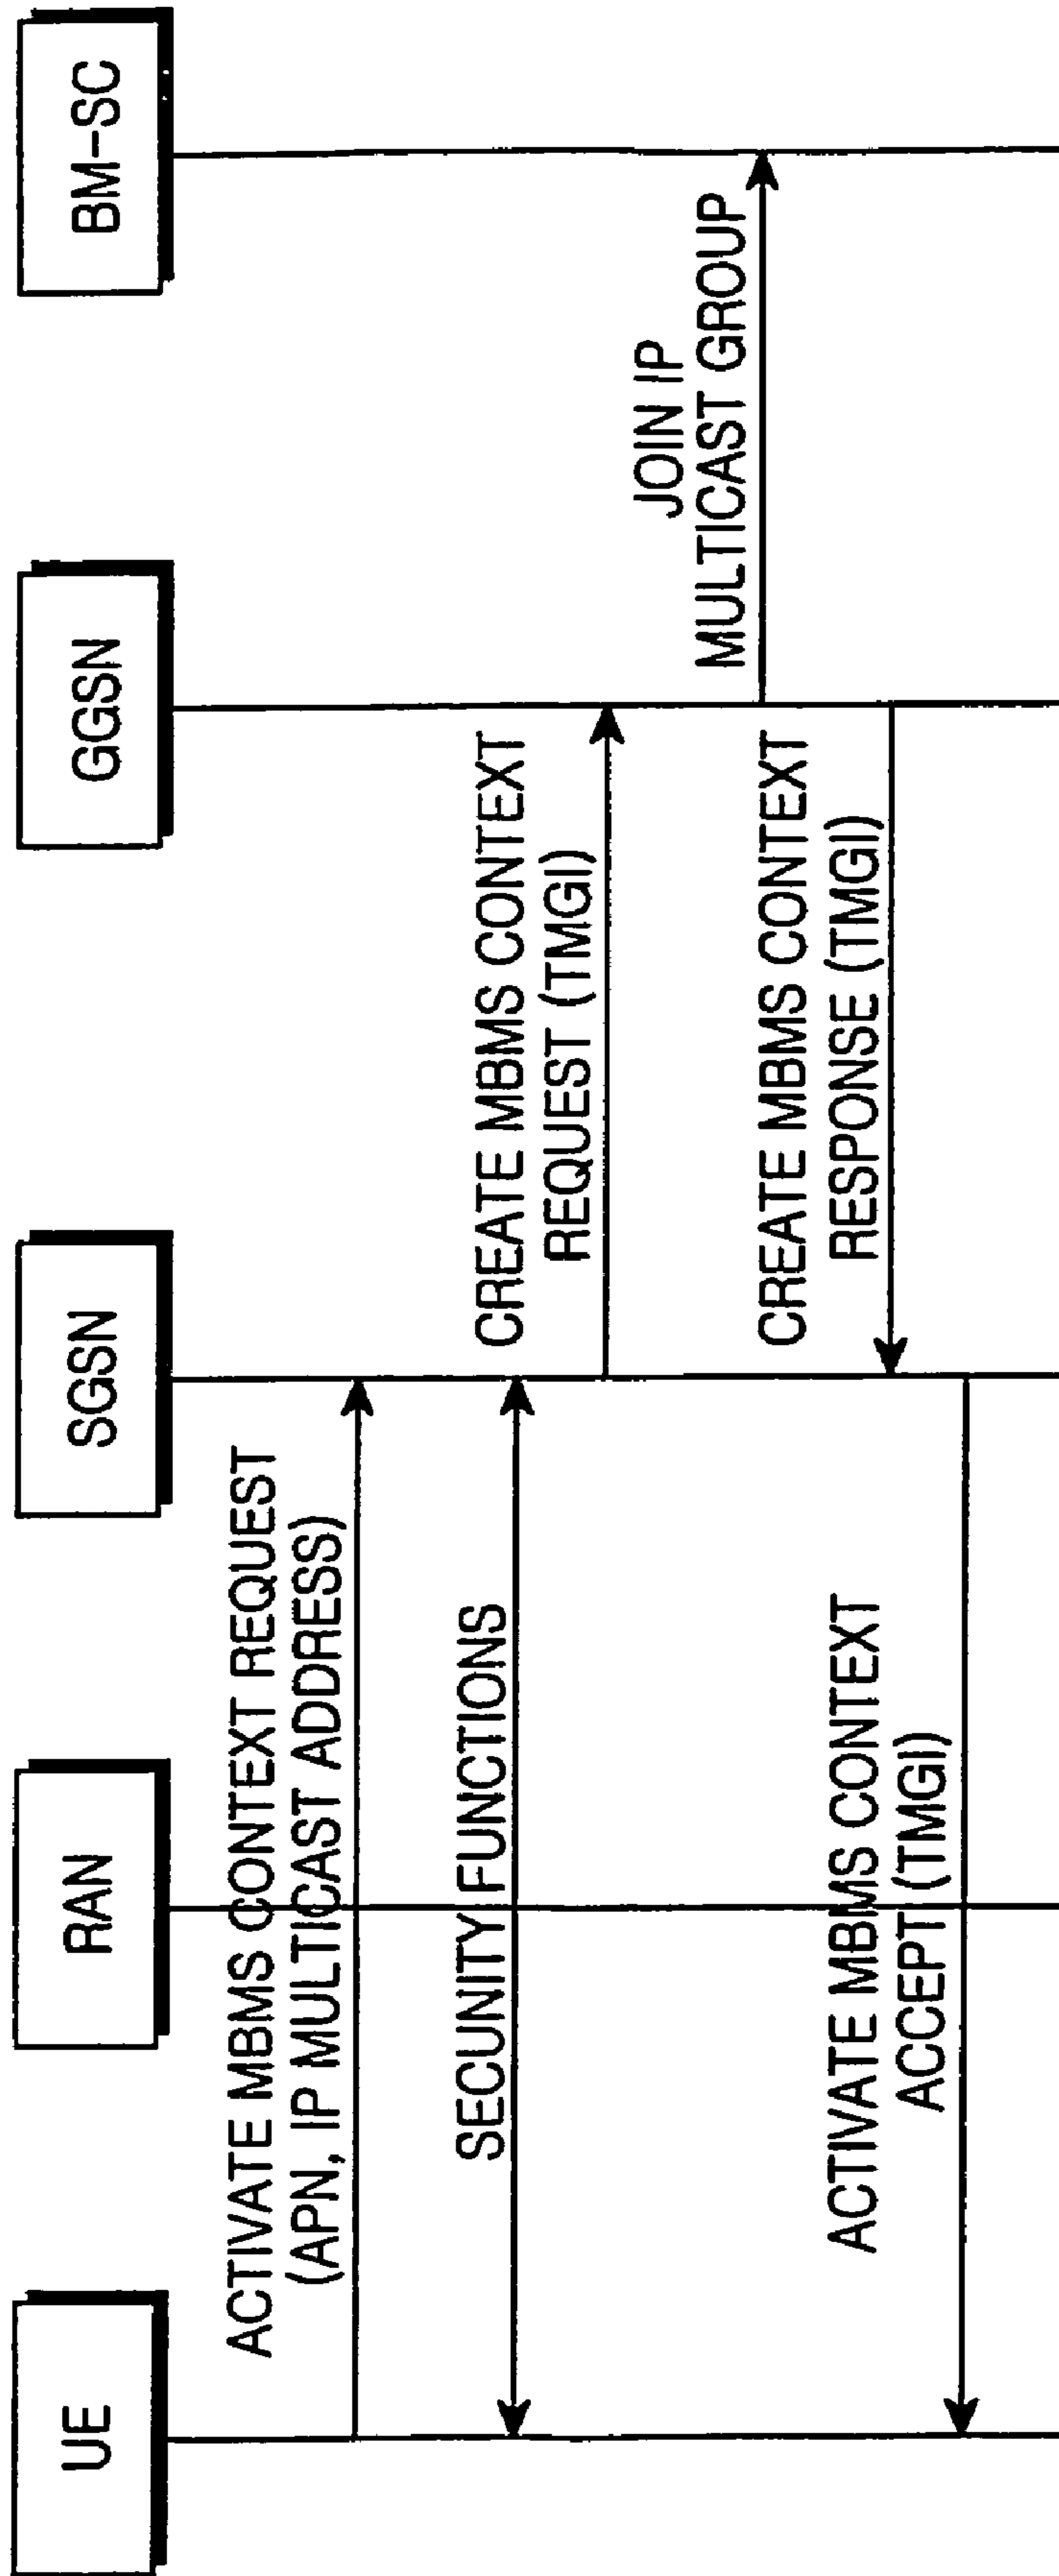 UE
RAN
SGSN
GGSN
BM-SC
ACTIVATE MBMS CONTEXT REQUEST
(APN, IP MULTICAST ADDRESS)
SECUNITY FUNCTIONS
CREATE MBMS CONTEXT
REQUEST (TMGI)
JOIN IP
MULTICAST GROUP
CREATE MBMS CONTEXT
RESPONSE (TMGI)
ACTIVATE MBMS CONTEXT
ACCEPT (TMGI)